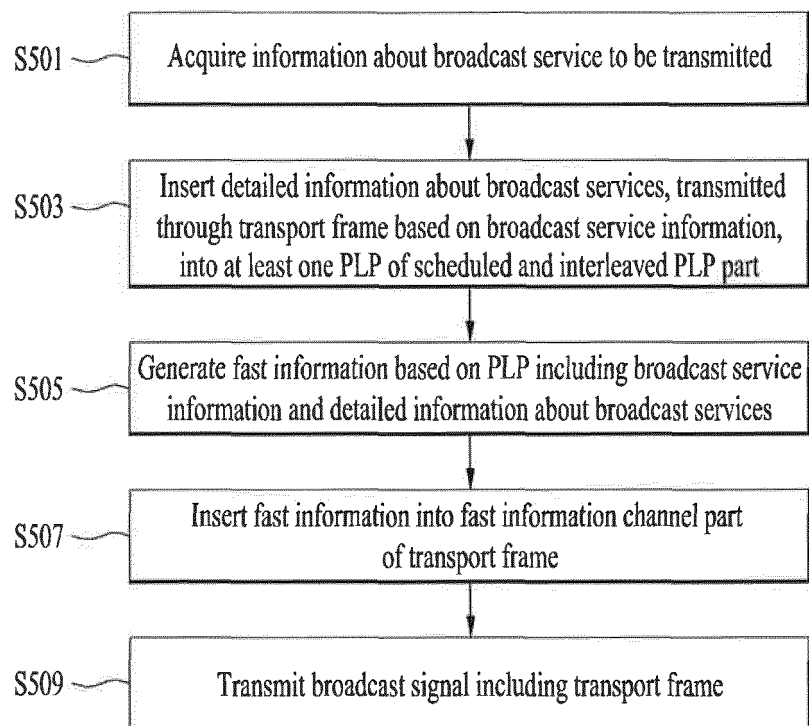 S501
Acquire information about broadcast service to be transmitted
S503
Insert detailed information about broadcast services, transmitted
through transport frame based on broadcast service information,
into at least one PLP of scheduled and interleaved PLP part
S505
Generate fast information based on PLP including broadcast service
information and detailed information about broadcast services
S507
Insert fast information into fast information channel part
of transport frame
S509
Transmit broadcast signal including transport frame